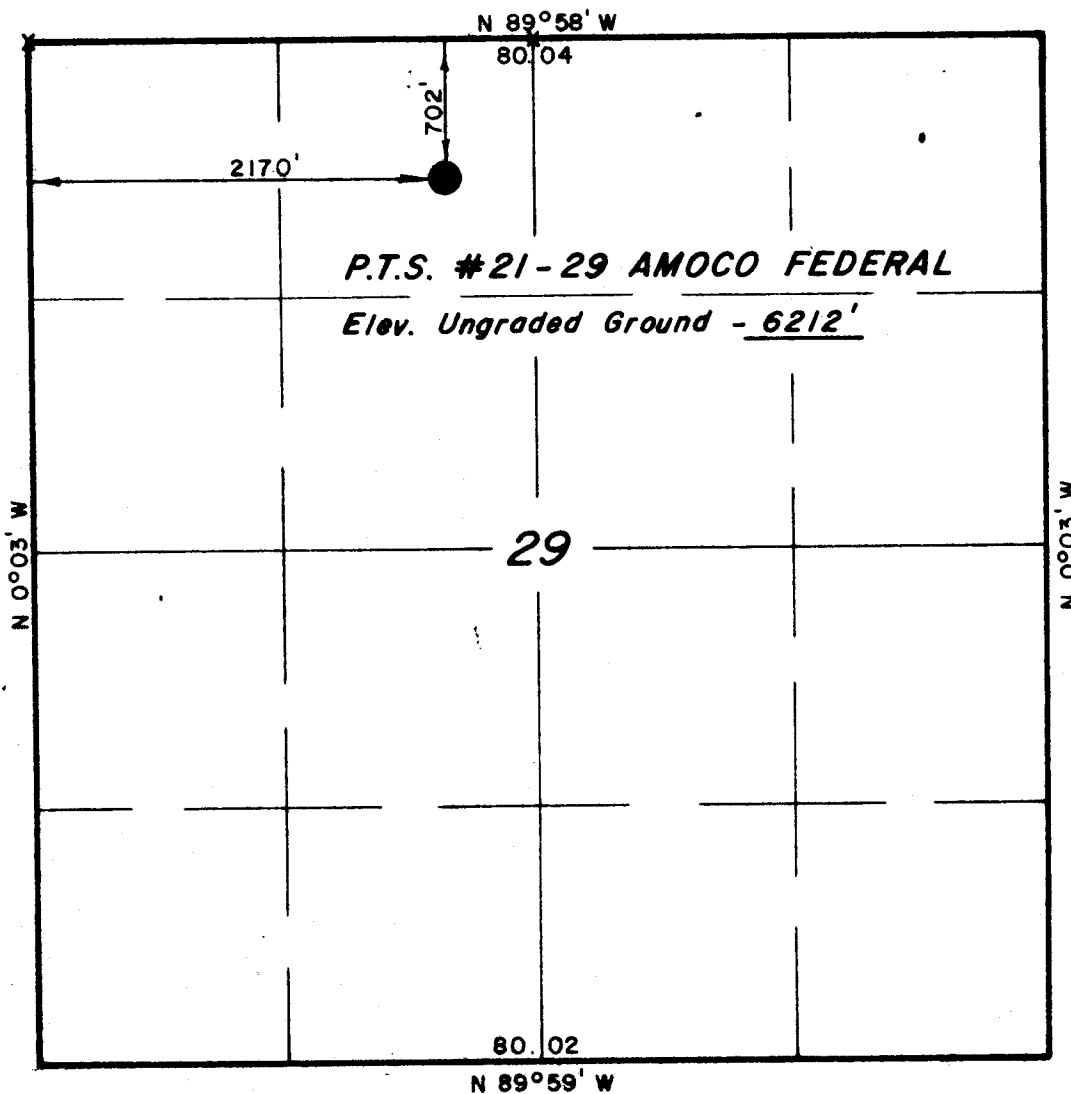 N 89°58' W
80.04
702'
2170'
P.T.S. #21-29 AMOCO FEDERAL
Elev. Ungraded Ground - 6212'
N 0°03' W
29
N 0°03' W
80.02
N 89°59' W